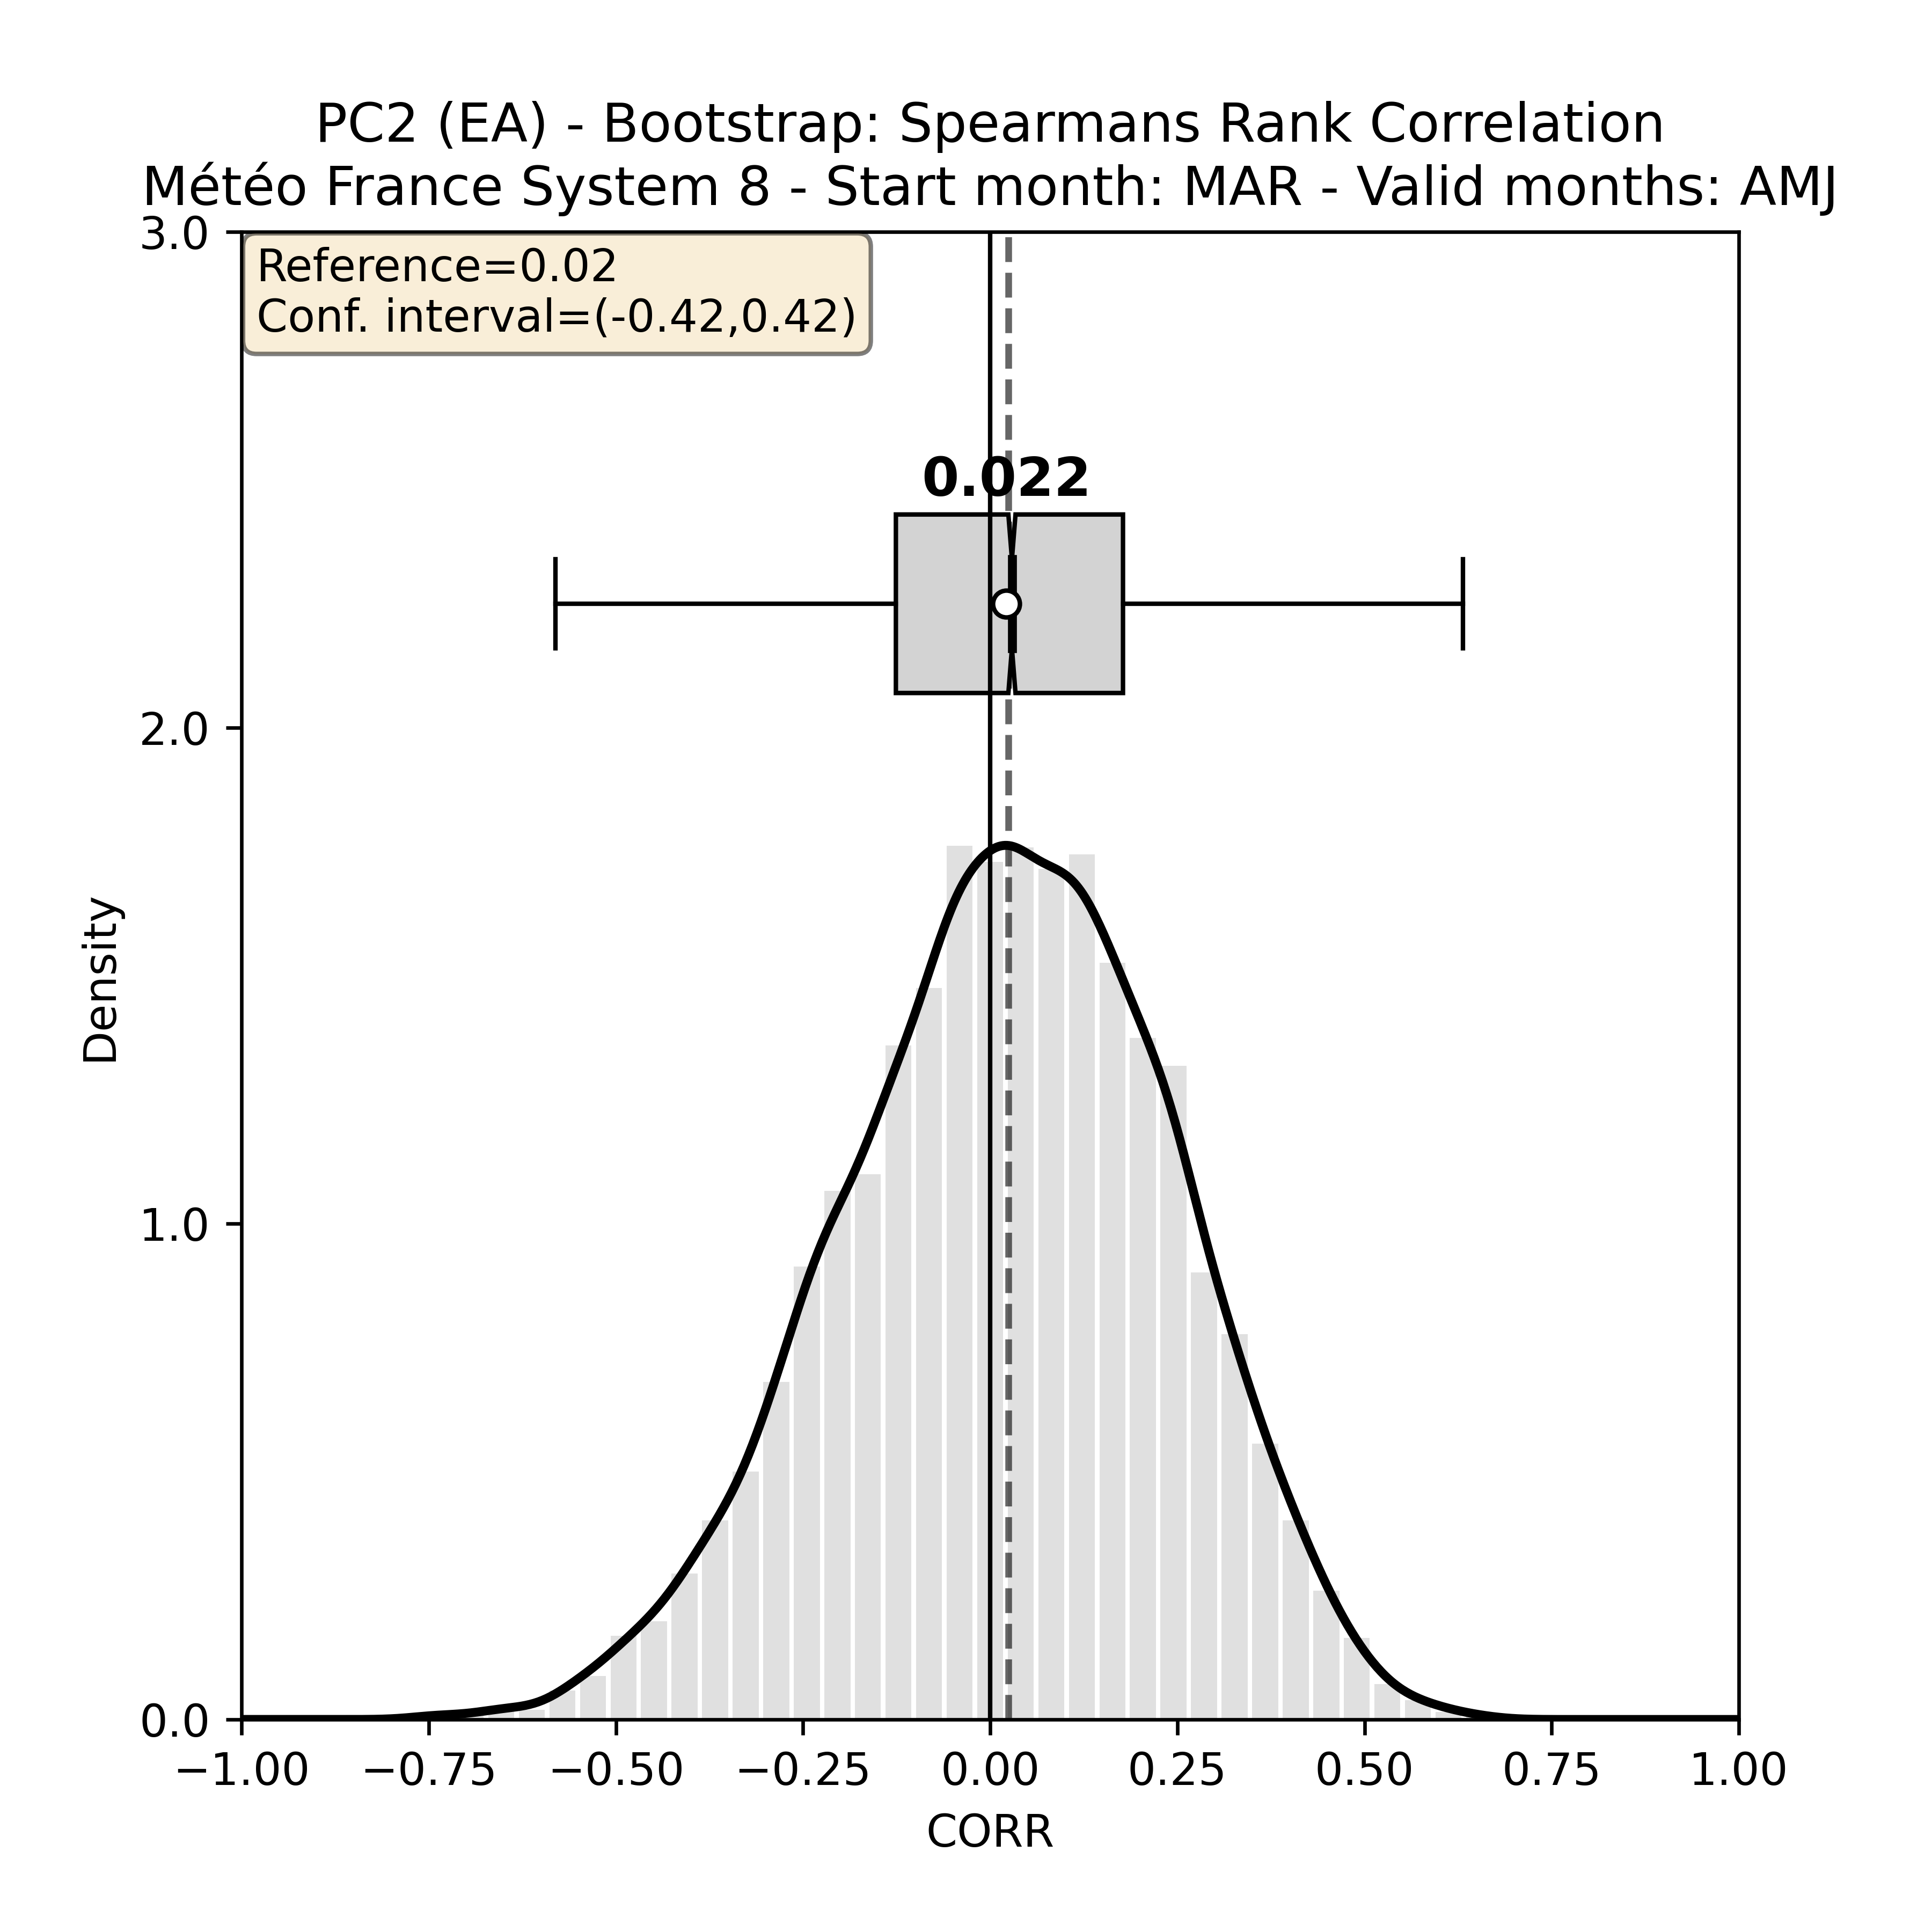 PC2 (EA) - Bootstrap: Spearmans Rank Correlation
Météo France System 8 - Start month: MAR - Valid months: AMJ
3.0
Reference=0.02
Conf. interval=(-0.42,0.42)
0.022
2.0
Density
1.0
0.0
−1.00 −0.75 −0.50 −0.25 0.00 0.25 0.50 0.75 1.00
CORR